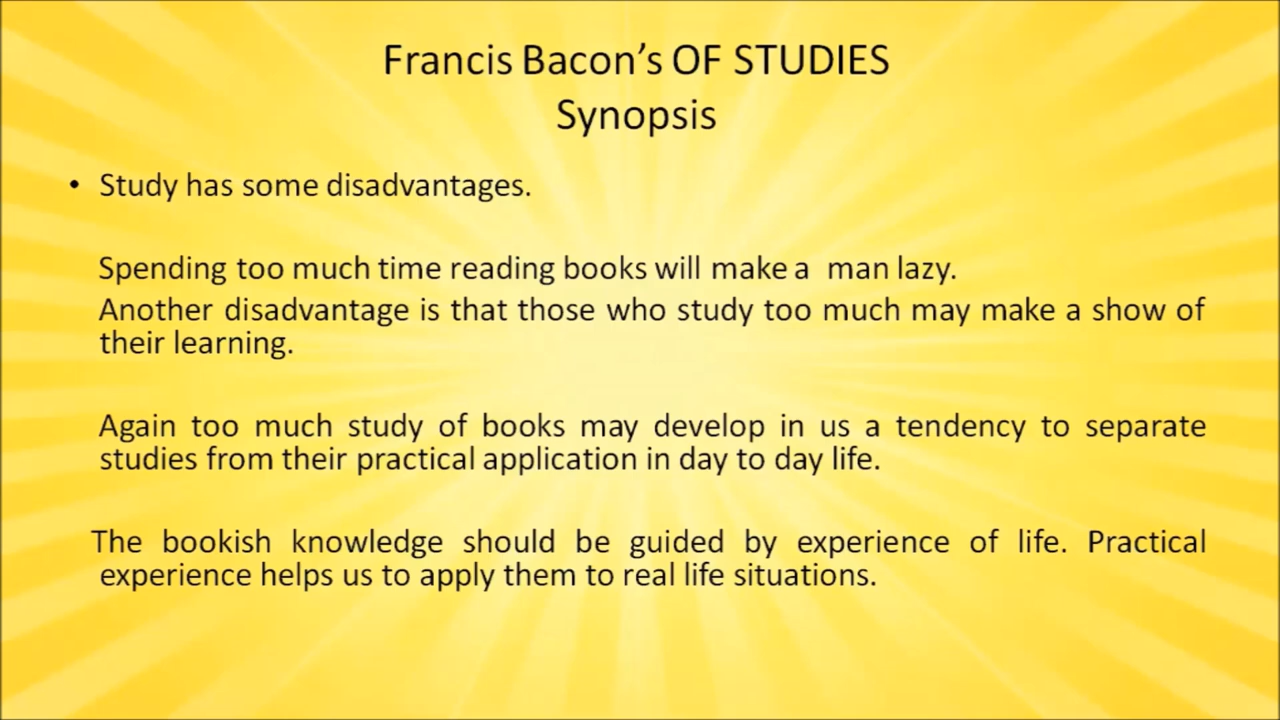 Francis Bacon’s OF STUDIES
Synopsis
• Study has some disadvantages.
Spending too much time reading books will make a man lazy.
Another disadvantage is that those who study too much may make a show of
their learning.
Again too much study of books may develop in us a tendency to separate
studies from their practical application in day to day life.
The bookish knowledge should be guided by experience of life. Practical
experience helps us to apply them to real life situations.